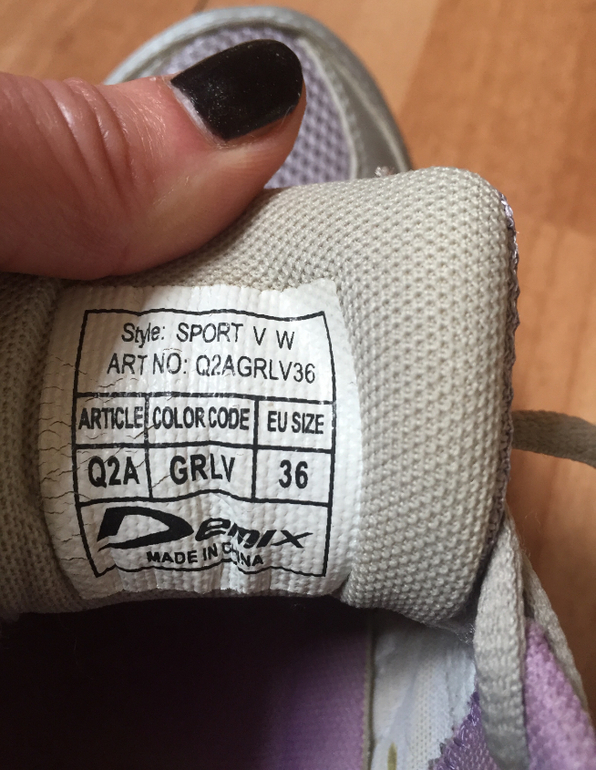 Style: SPORT V W
ART NO: Q2AGRLV36
ARTICLE COLOR CODE EU SIZE
Q2A GRLV 36
Demix
MADE IN CHINA